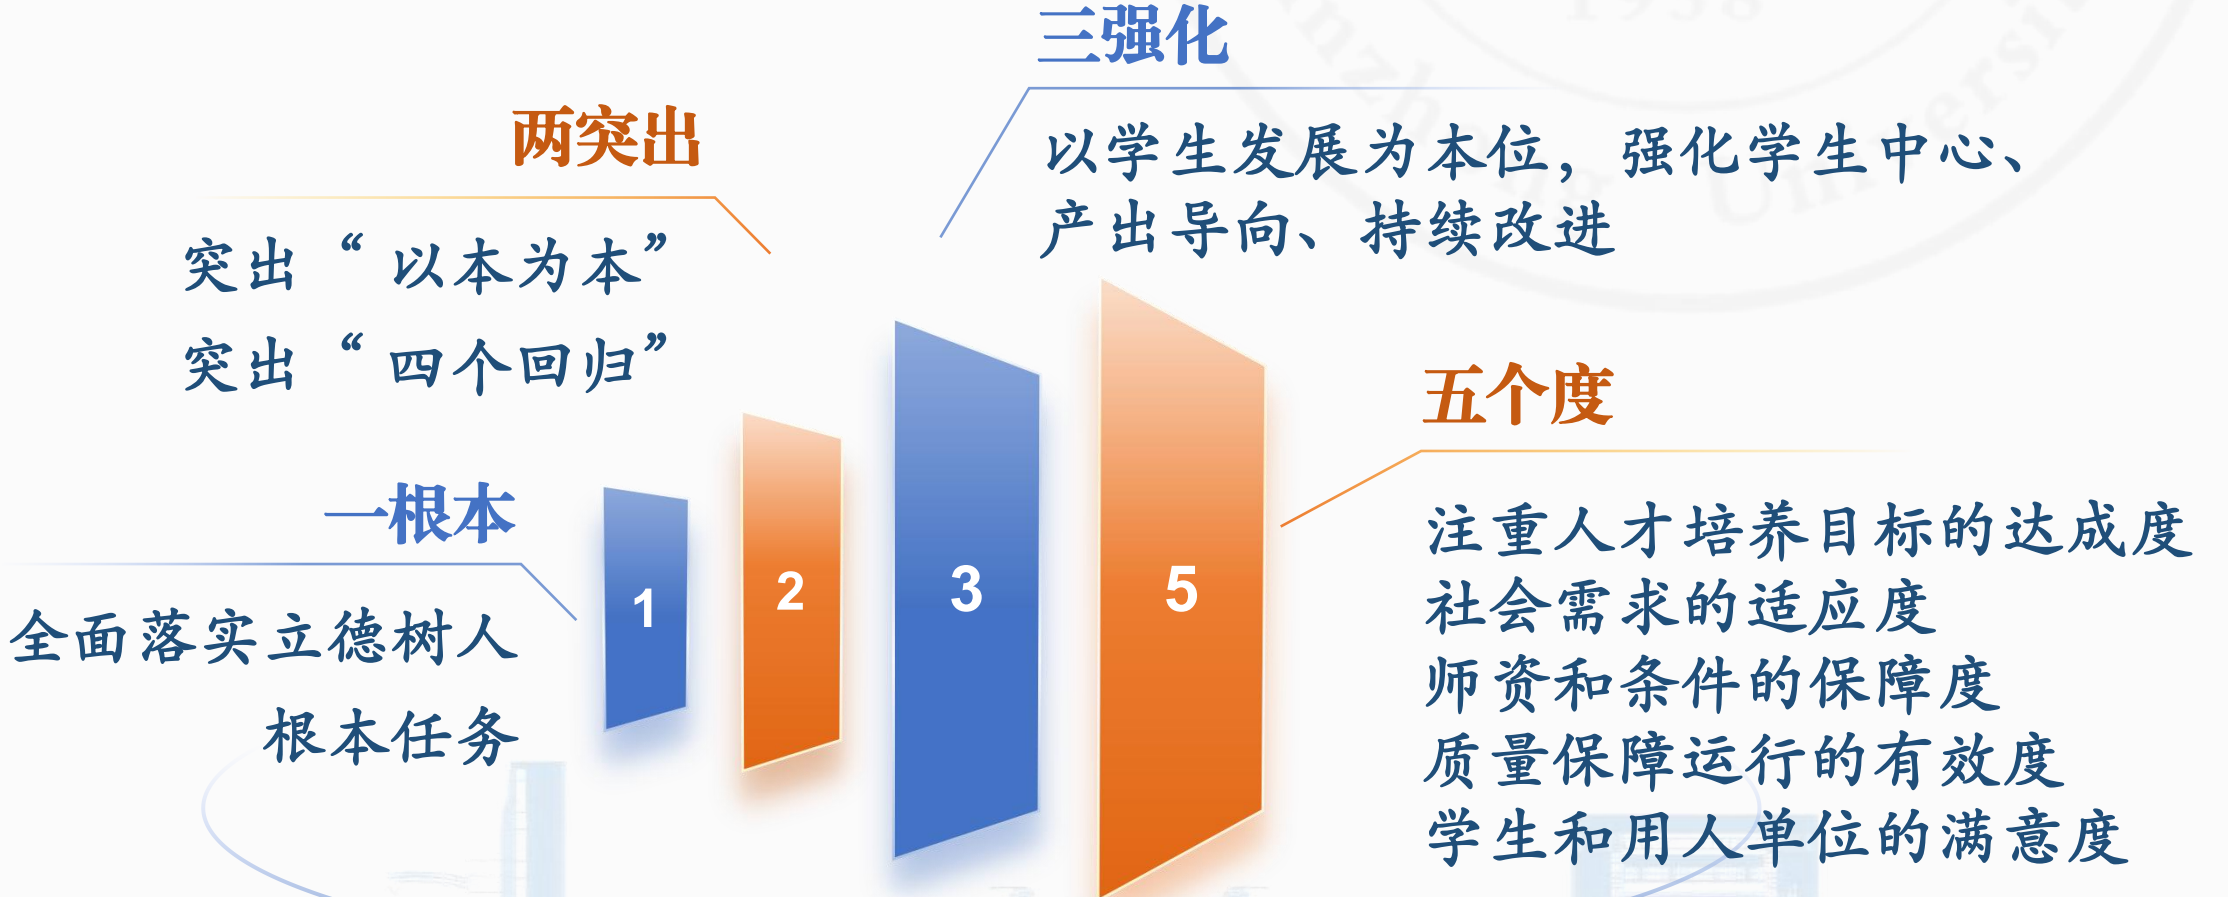 三强化
以学生发展为本位，强化学生中心、
产出导向、持续改进
两突出
突出“以本为本”
突出“四个回归”
一根本
全面落实立德树人
根本任务
1
2
3
5
五个度
注重人才培养目标的达成度
社会需求的适应度
师资和条件的保障度
质量保障运行的有效度
学生和用人单位的满意度
University